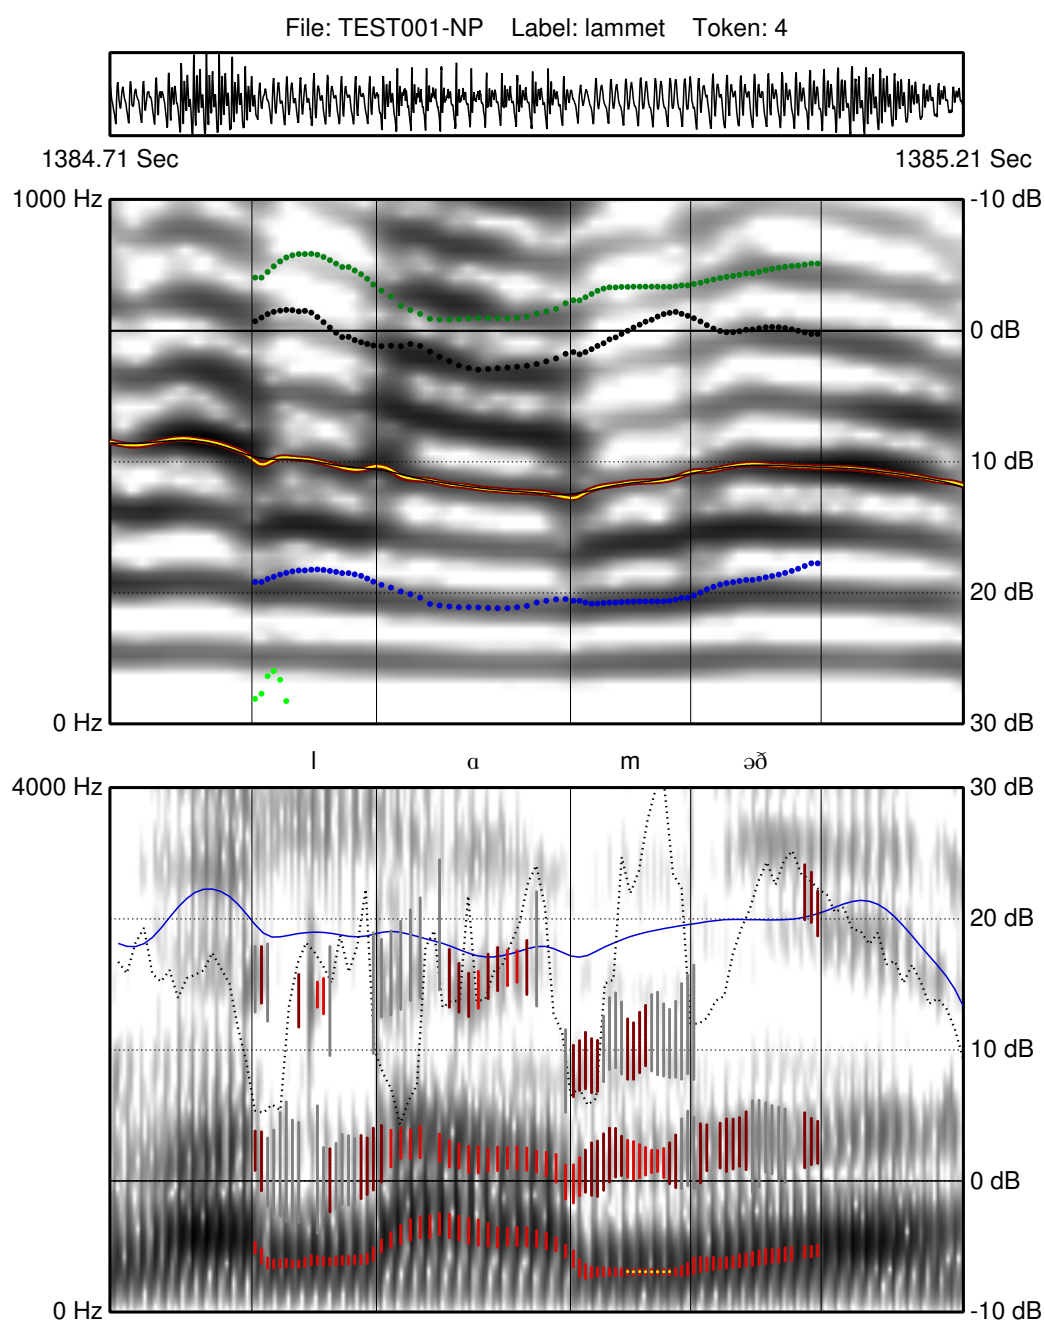 File: TEST001-NP Label: lammet Token: 4
1384.71 Sec 1385.21 Sec
1000 Hz -10 dB
0 dB
10 dB
20 dB
0 Hz 30 dB
l ɑ m əð
4000 Hz 30 dB
20 dB
10 dB
0 dB
0 Hz -10 dB